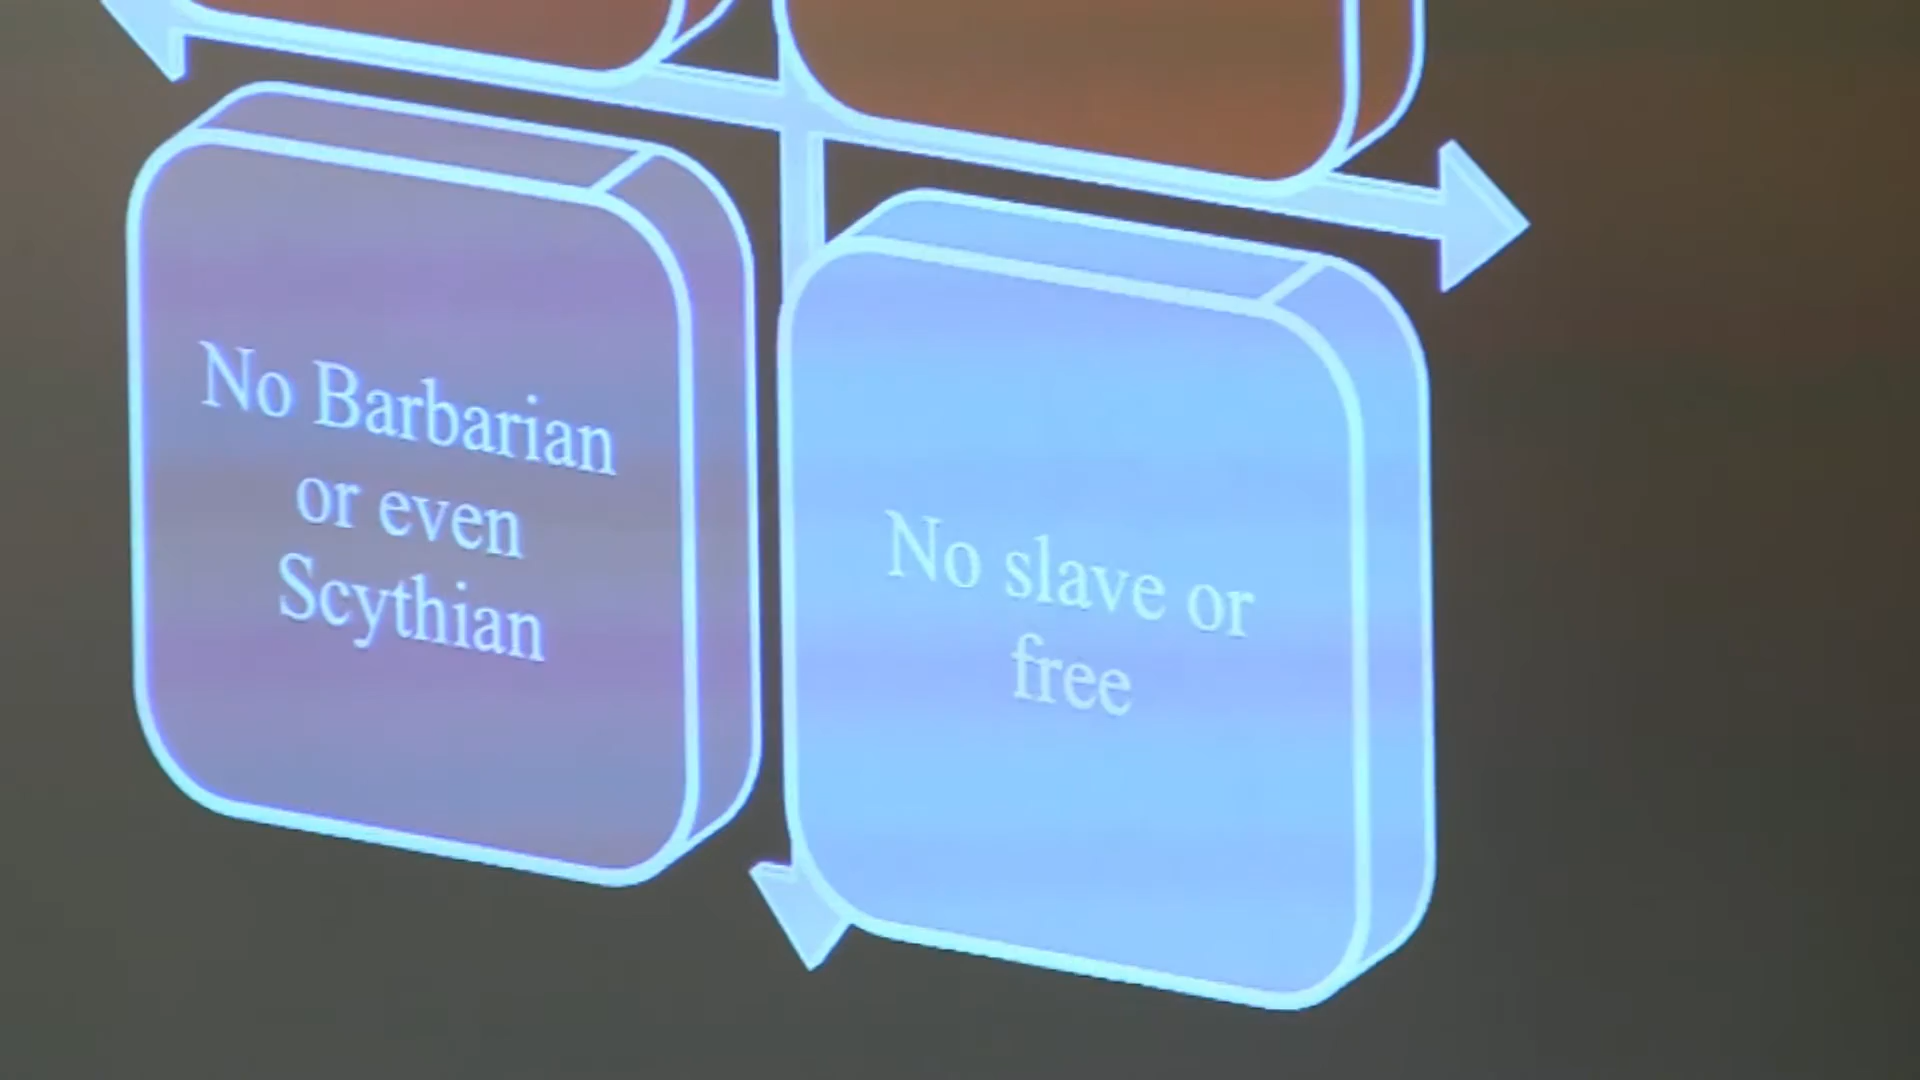 No Barbarian
or even
Scythian
No slave or
free